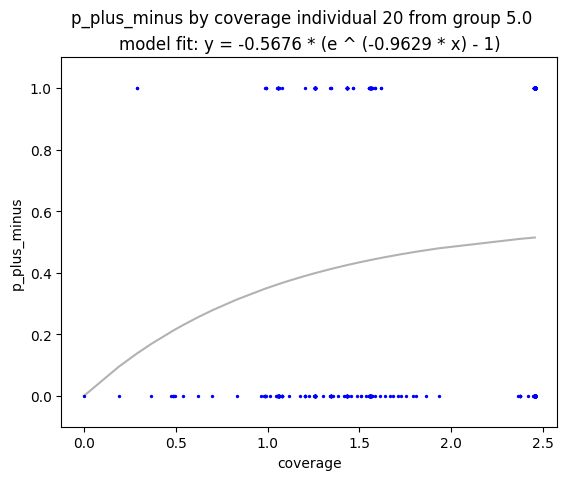 p_plus_minus by coverage individual 20 from group 5.0
model fit: y = -0.5676 * (e ^ (-0.9629 * x) - 1)
1.0
0.8
0.6
0.4
0.2
0.0
p_plus_minus
0.0 0.5 1.0 1.5 2.0 2.5
coverage